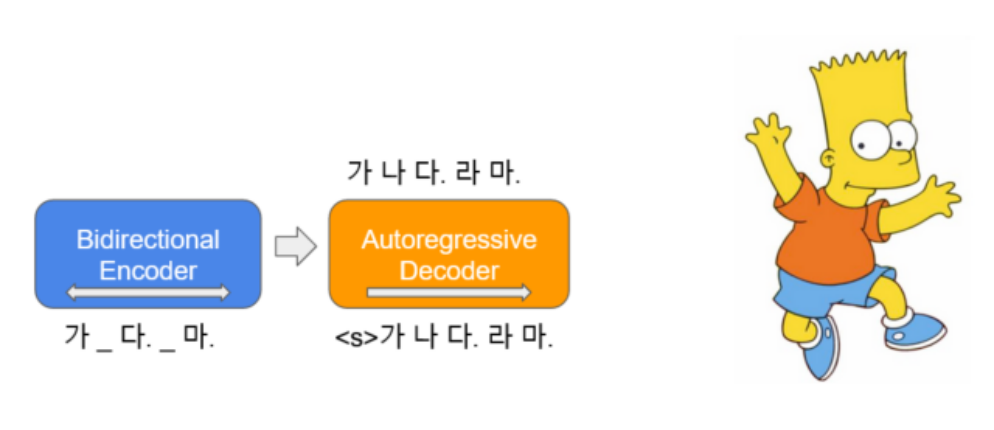 가 나 다. 라 마.
Bidirectional
Encoder
Autoregressive
Decoder
가 _ 다. _ 마.
<s>가 나 다. 라 마.